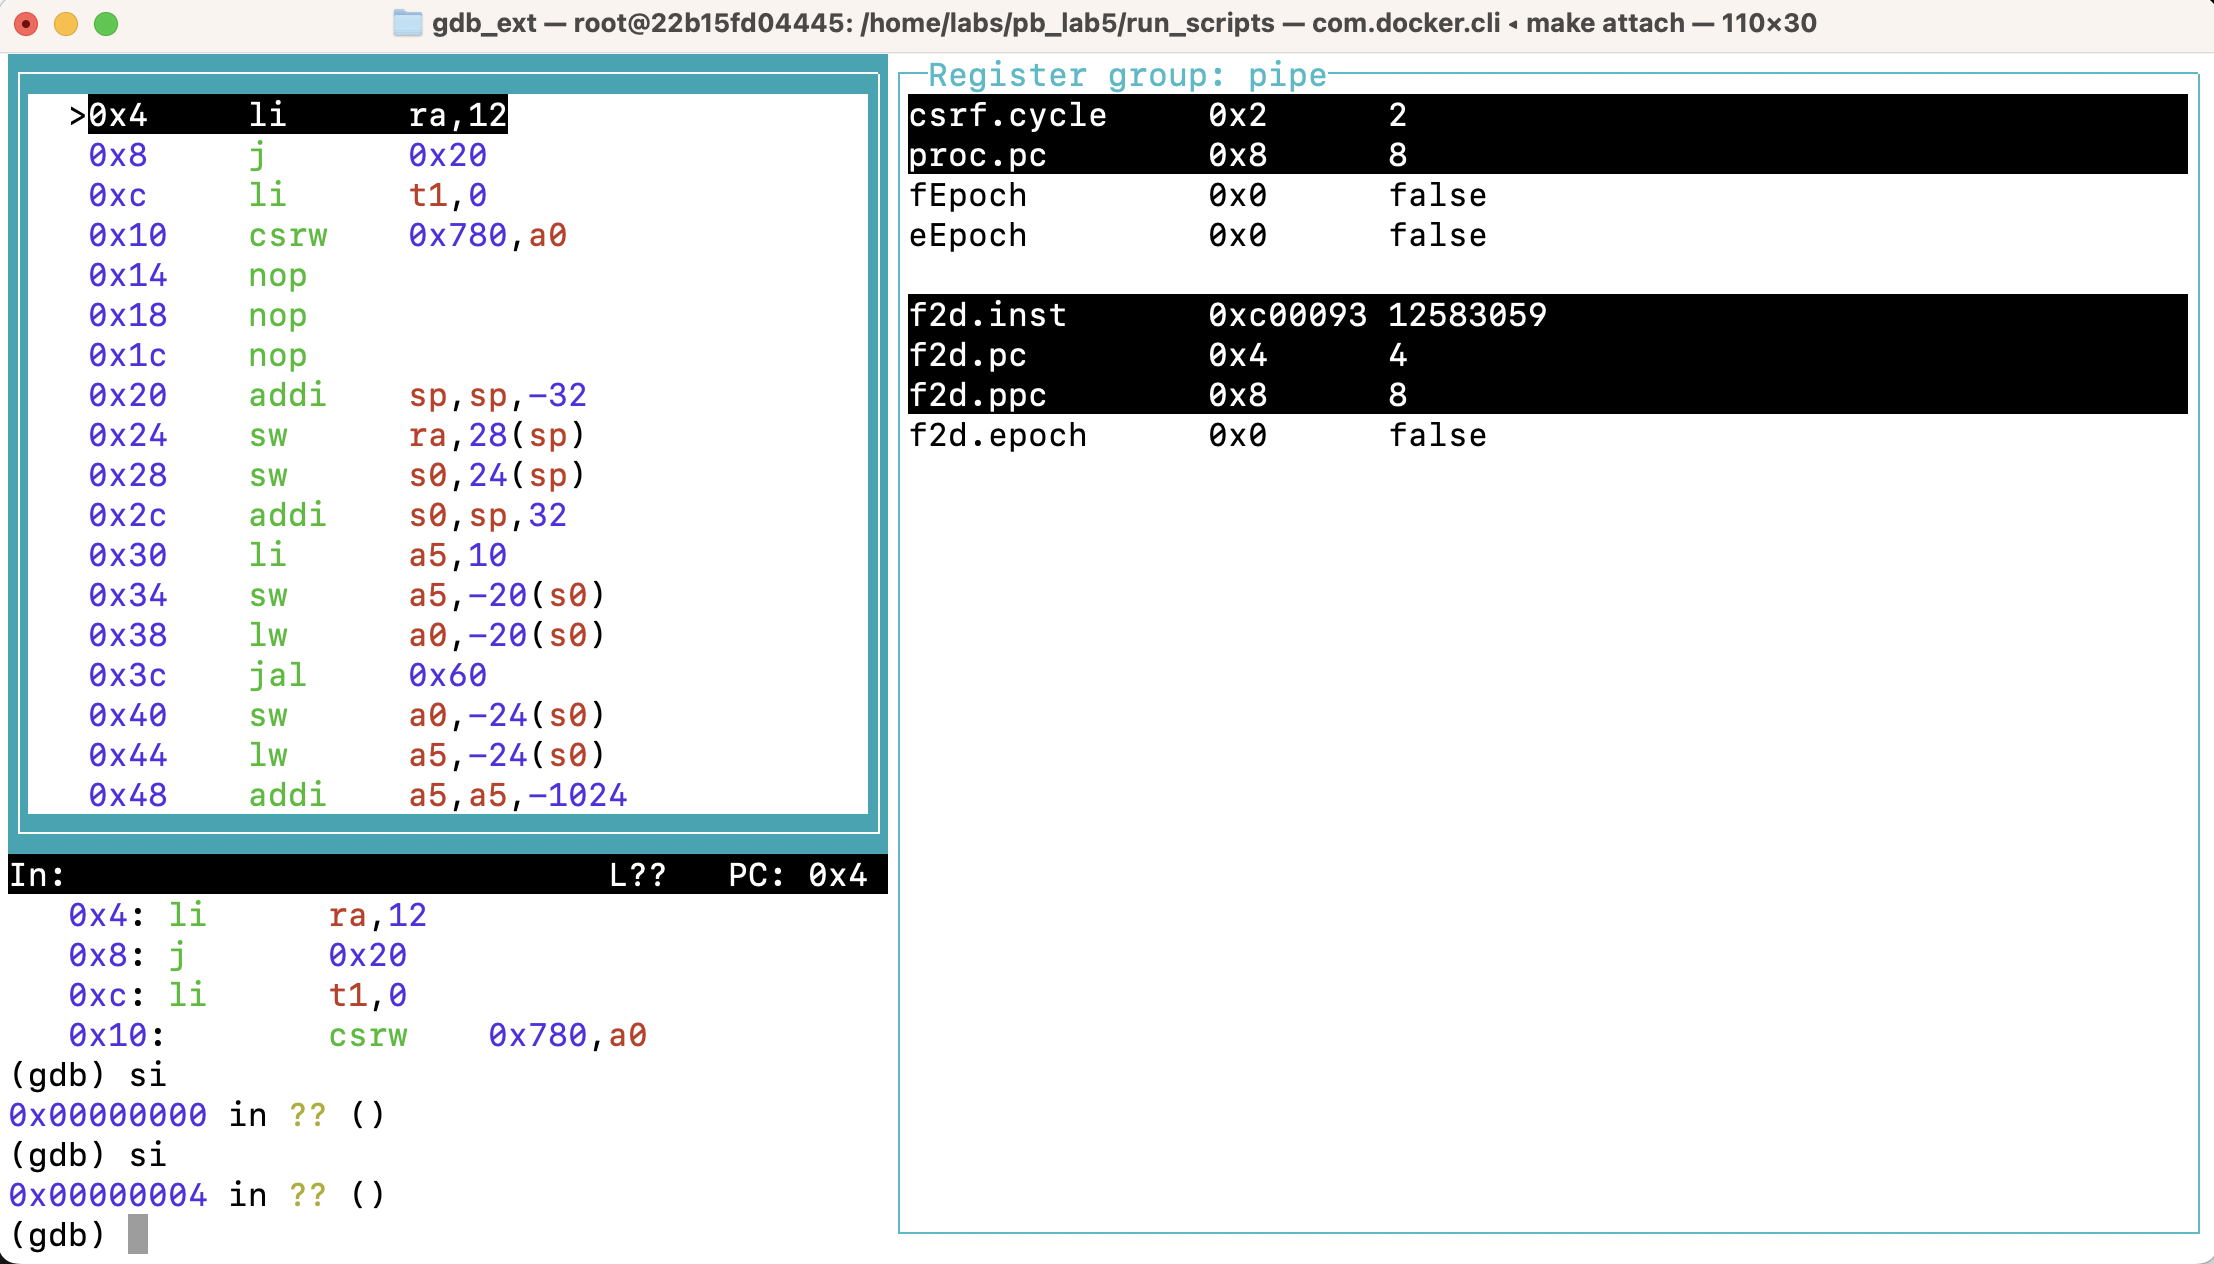 gdb_ext — root@22b15fd04445: /home/labs/pb_lab5/run_scripts — com.docker.cli ◂ make attach — 110×30
>0x4 li ra,12
0x8 j 0x20
0xc li t1,0
0x10 csrw 0x780,a0
0x14 nop
0x18 nop
0x1c nop
0x20 addi sp,sp,-32
0x24 sw ra,28(sp)
0x28 sw s0,24(sp)
0x2c addi s0,sp,32
0x30 li a5,10
0x34 sw a5,-20(s0)
0x38 lw a0,-20(s0)
0x3c jal 0x60
0x40 sw a0,-24(s0)
0x44 lw a5,-24(s0)
0x48 addi a5,a5,-1024
Register group: pipe
csrf.cycle 0x2 2
proc.pc 0x8 8
fEpoch 0x0 false
eEpoch 0x0 false
f2d.inst 0xc00093 12583059
f2d.pc 0x4 4
f2d.ppc 0x8 8
f2d.epoch 0x0 false
In: L?? PC: 0x4
0x4: li ra,12
0x8: j 0x20
0xc: li t1,0
0x10: csrw 0x780,a0
(gdb) si
0x00000000 in ?? ()
(gdb) si
0x00000004 in ?? ()
(gdb)